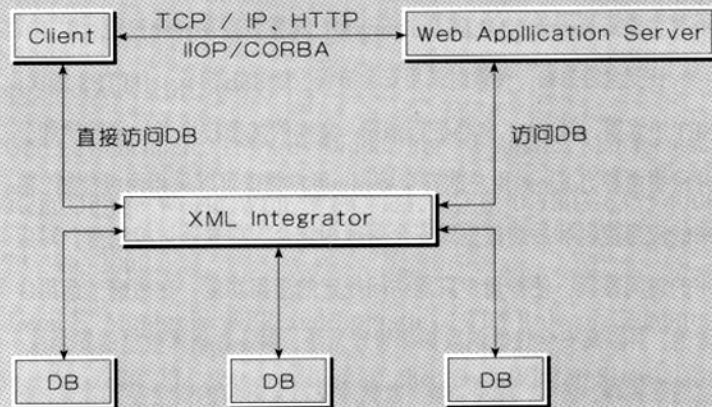 Client
TCP / IP、HTTP
IIOP/CORBA
Web Appllication Server
直接访问DB
访问DB
XML Integrator
DB
DB
DB